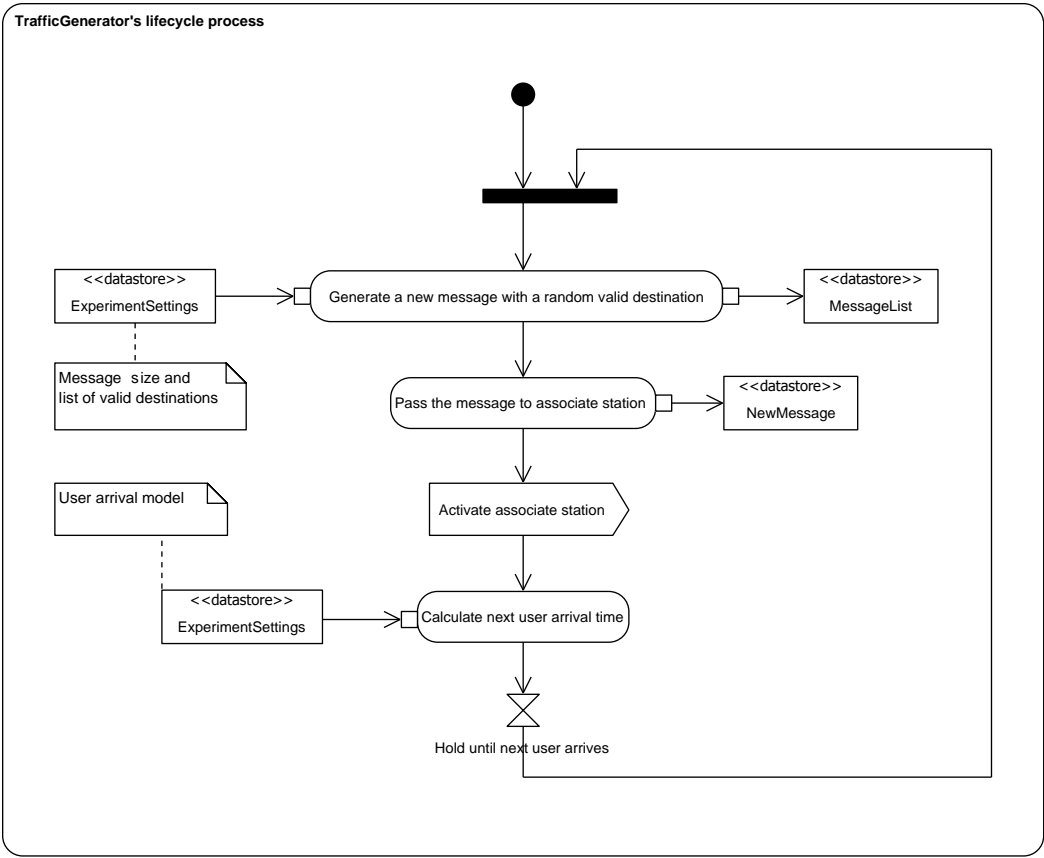 TrafficGenerator's lifecycle process
<<datastore>>
ExperimentSettings
Generate a new message with a random valid destination
<<datastore>>
MessageList
Message size and
list of valid destinations
Pass the message to associate station
<<datastore>>
NewMessage
User arrival model
Activate associate station
<<datastore>>
ExperimentSettings
Calculate next user arrival time
Hold until next user arrives